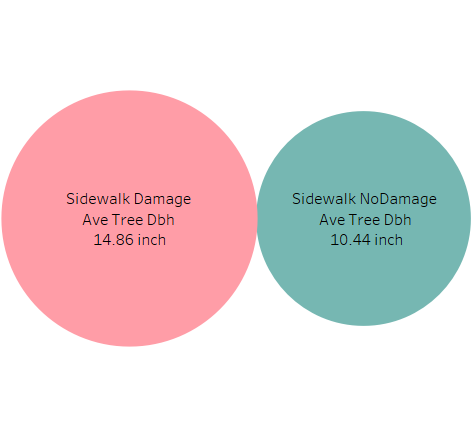 Sidewalk Damage
Ave Tree Dbh
14.86 inch
Sidewalk NoDamage
Ave Tree Dbh
10.44 inch